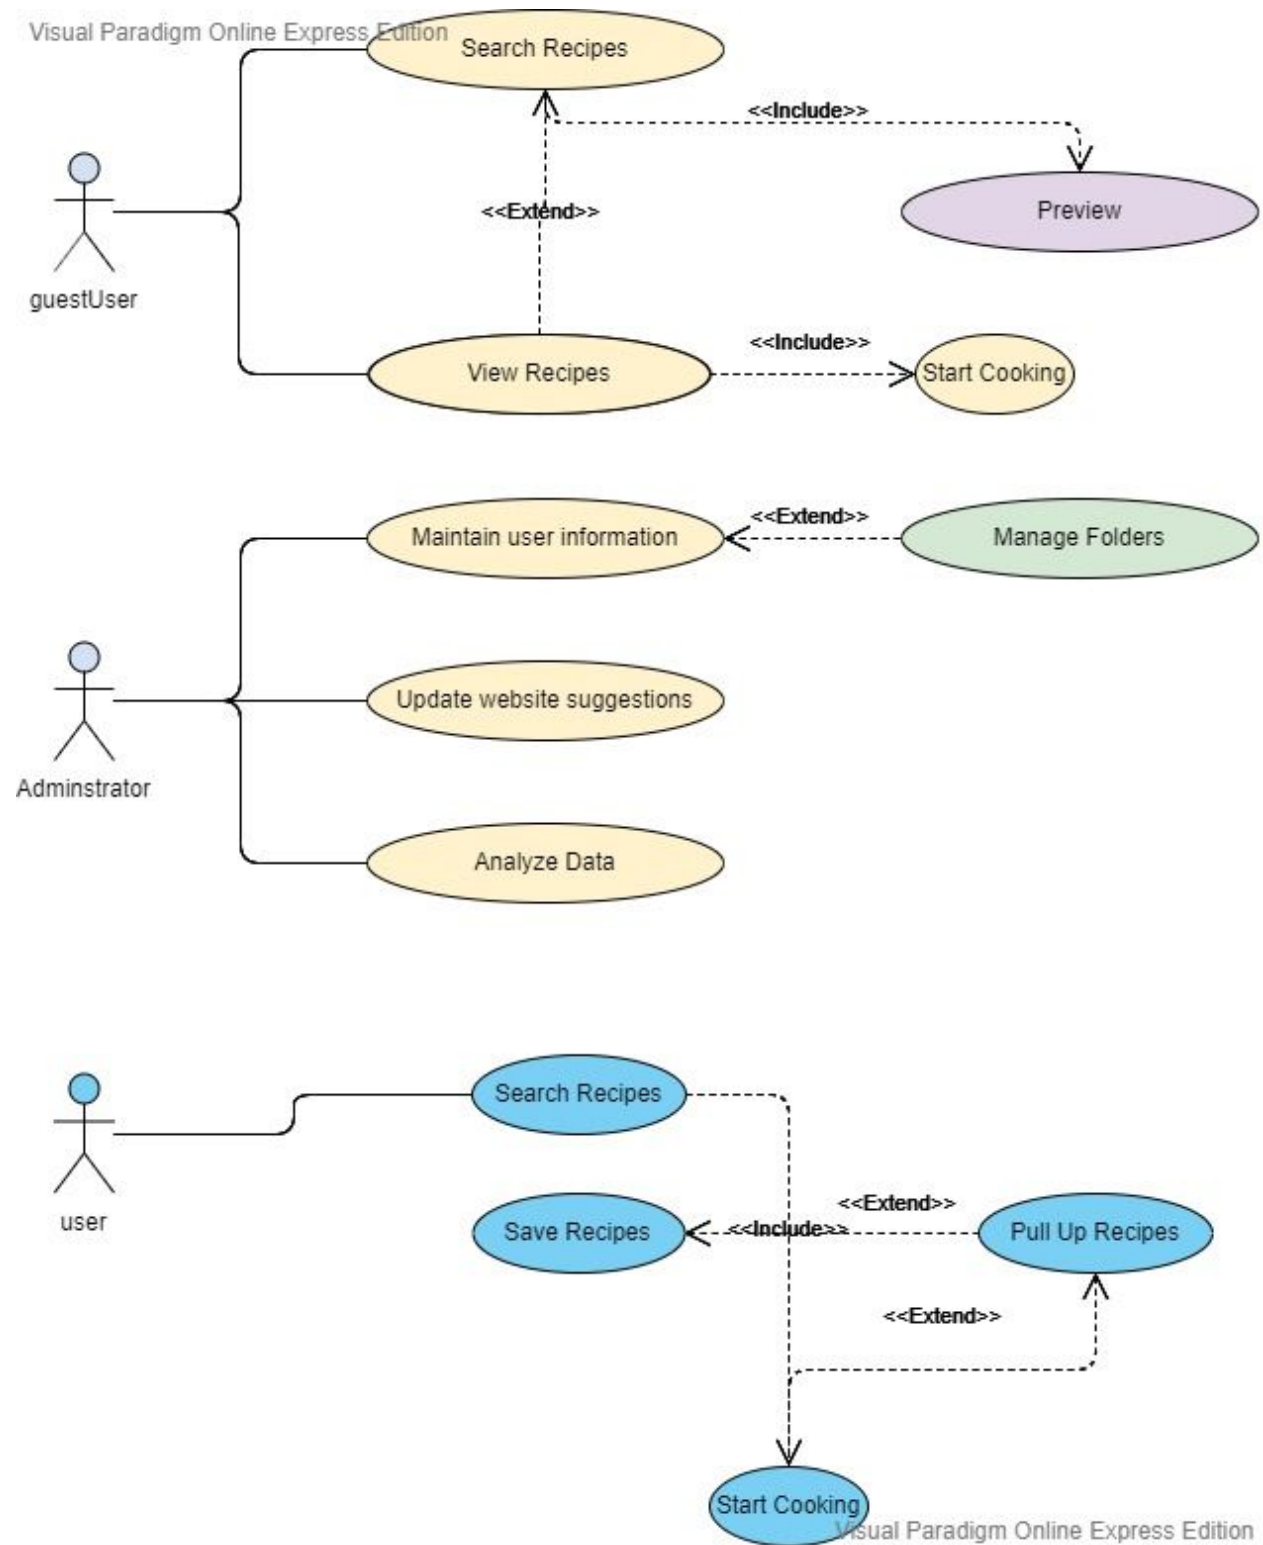 Visual Paradigm Online Express Edition
Search Recipes
<<Include>>
Preview
<<Extend>>
guestUser
<<Include>>
View Recipes
Start Cooking
<<Extend>>
Maintain user information
Manage Folders
Update website suggestions
Adminstrator
Analyze Data
Search Recipes
user
<<Extend>>
Save Recipes
<<Include>>
Pull Up Recipes
<<Extend>>
Start Cooking
Visual Paradigm Online Express Edition